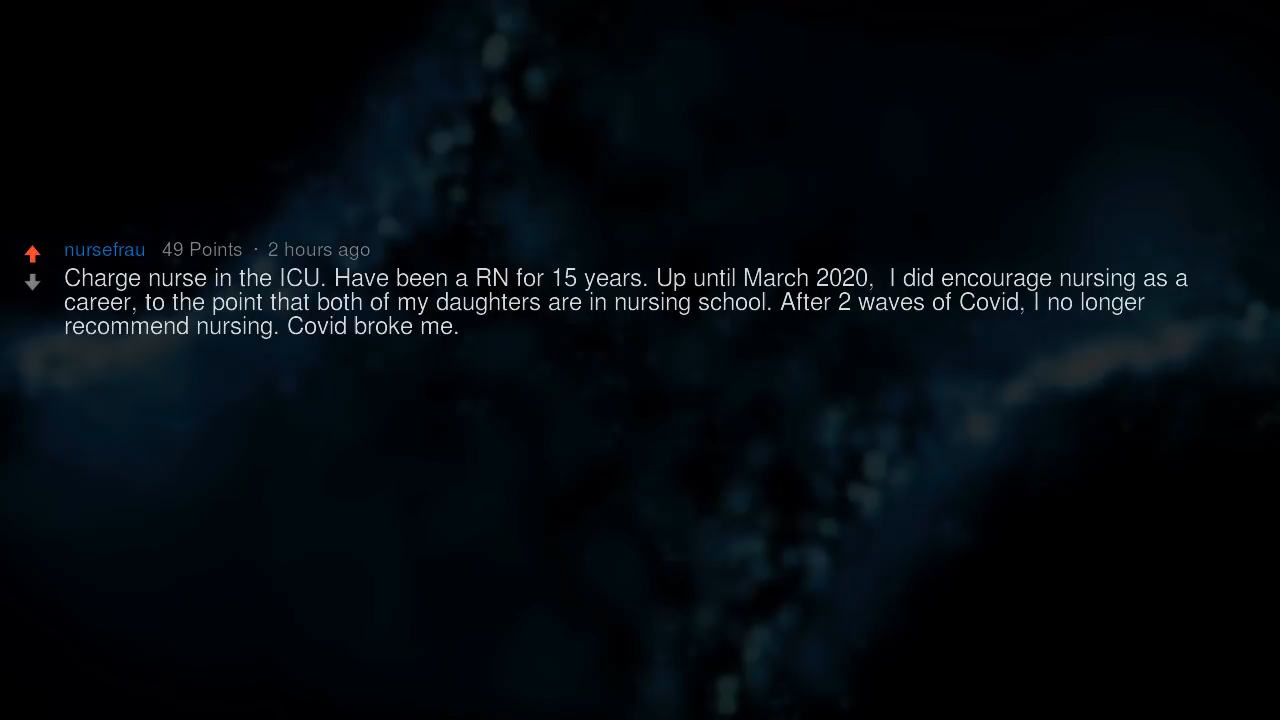 nursefrau 49 Points · 2 hours ago
Charge nurse in the ICU. Have been a RN for 15 years. Up until March 2020,  I did encourage nursing as a
career, to the point that both of my daughters are in nursing school. After 2 waves of Covid, I no longer
recommend nursing. Covid broke me.